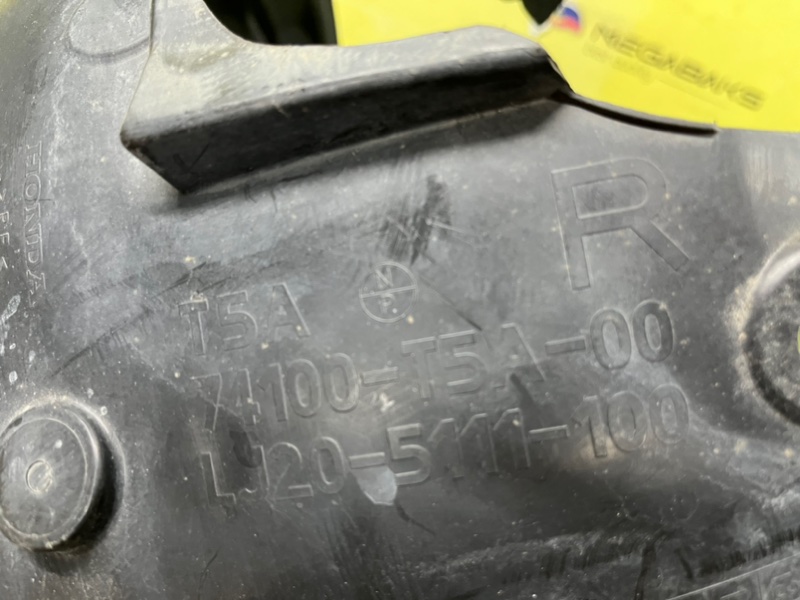 MEGABAKS
HONDA
R
T5A
74100-T5A-00
LJ20-5111-100